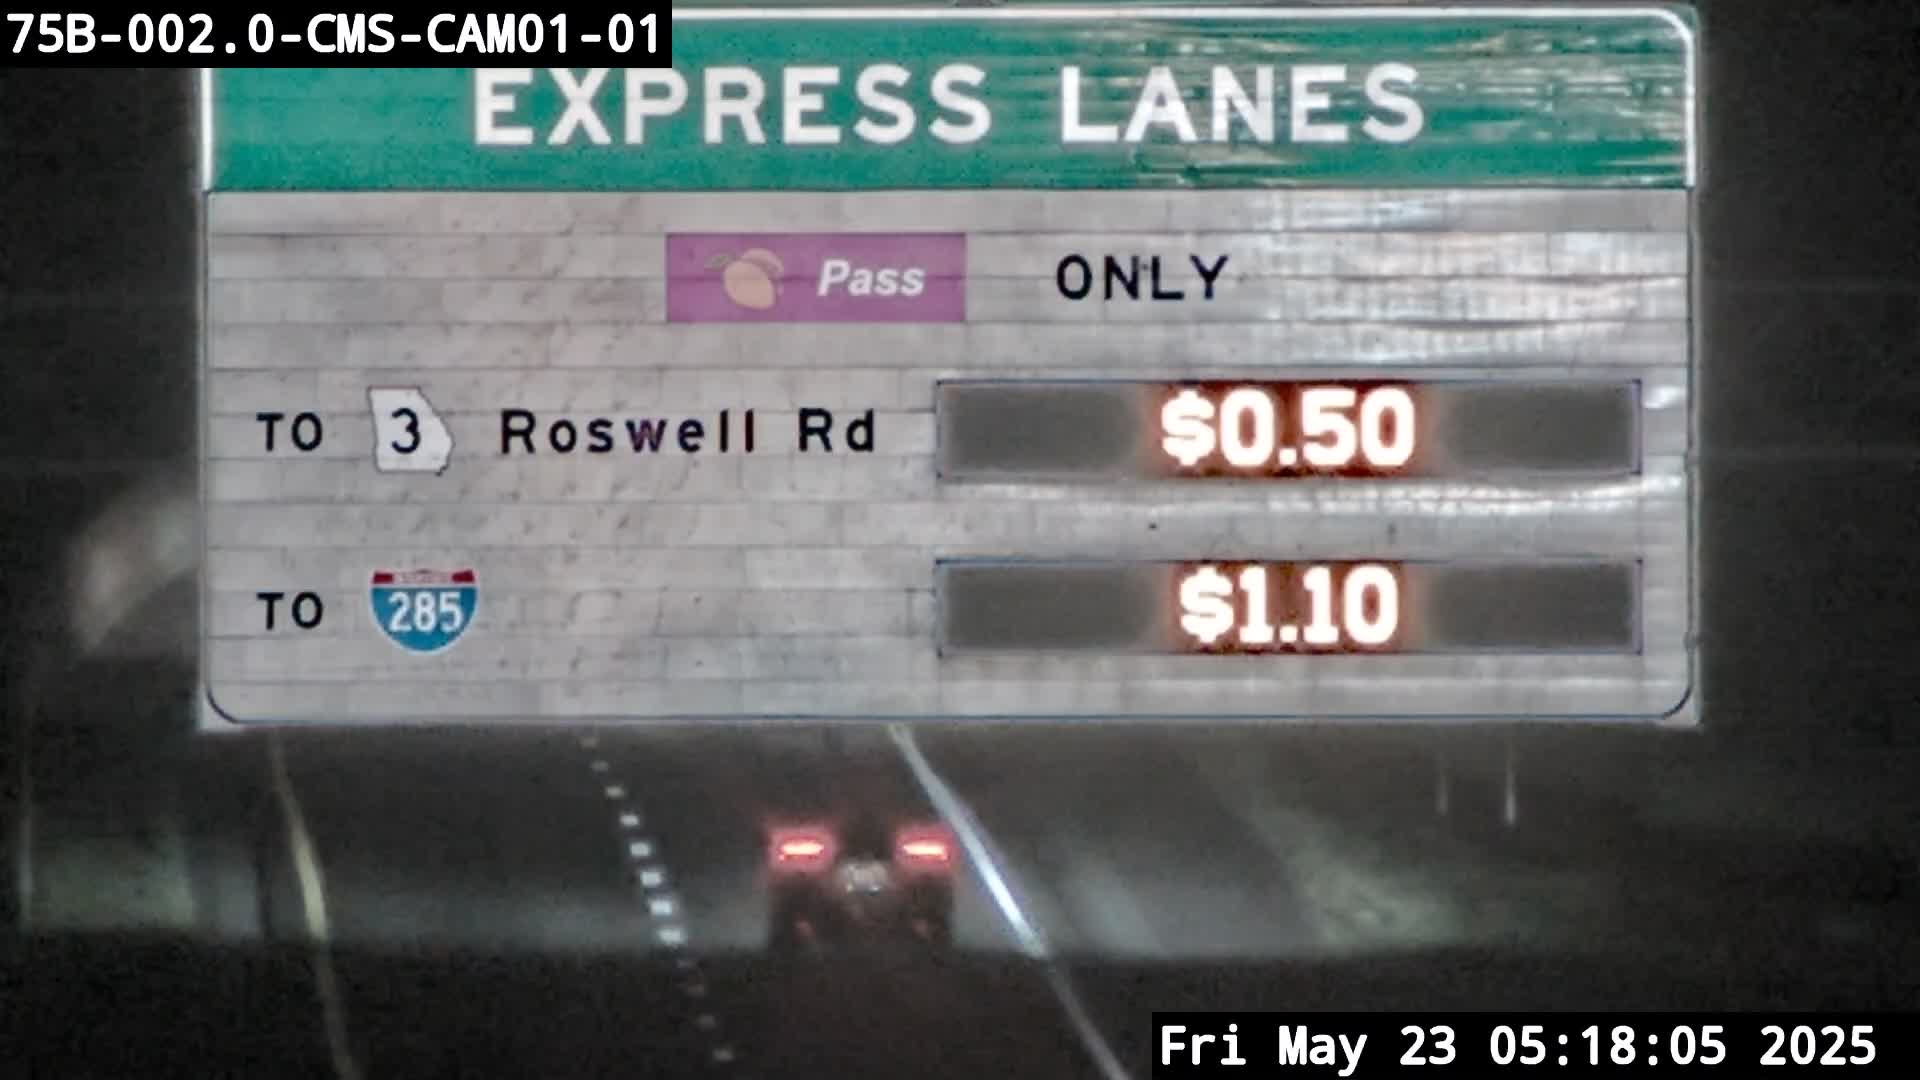 75B-002.0-CMS-CAM01-01
EXPRESS LANES
Pass ONLY
TO 3 Roswell Rd $0.50
TO 285 $1.10
Fri May 23 05:18:05 2025